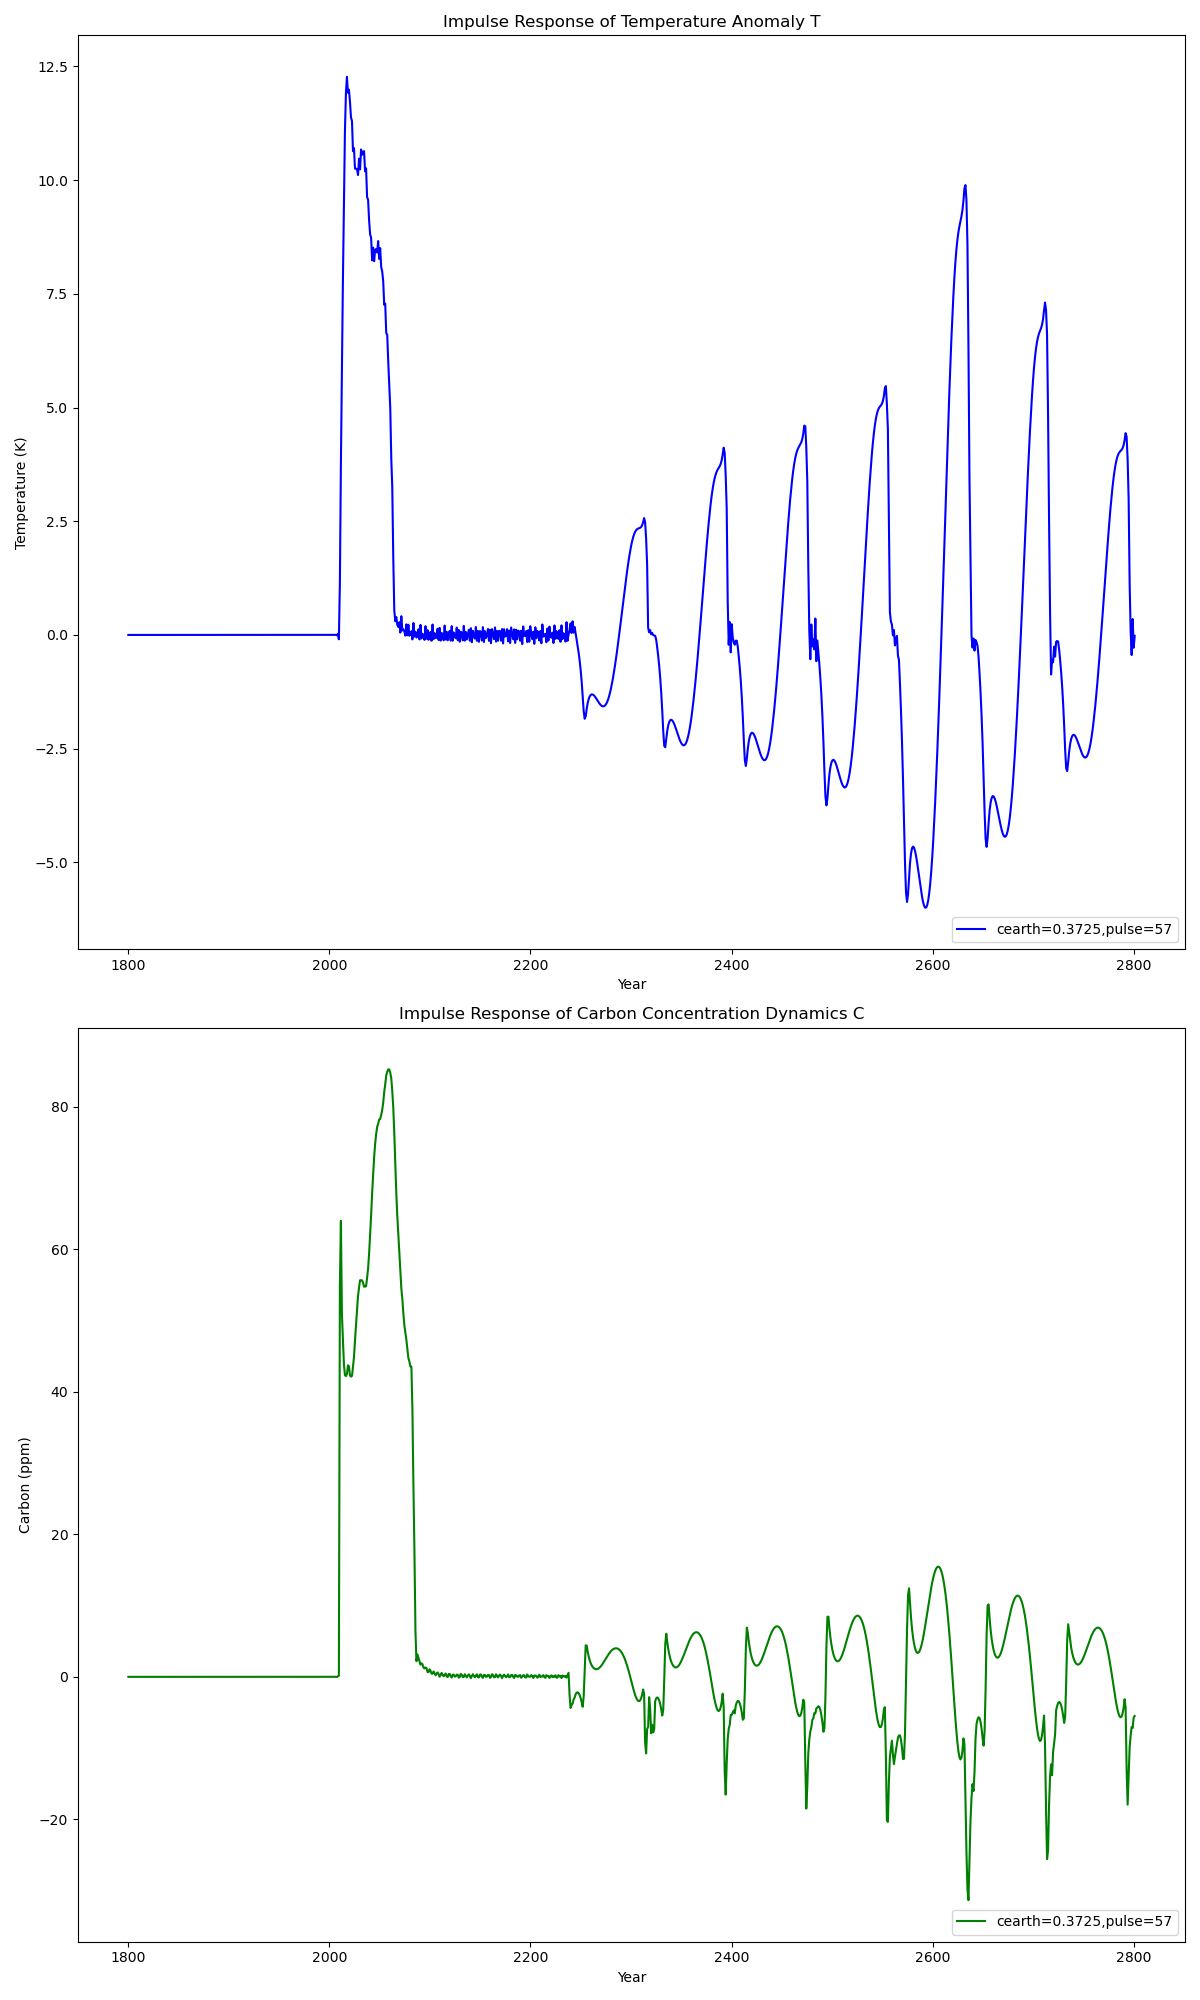 Impulse Response of Temperature Anomaly T
12.5
10.0
7.5
5.0
2.5
0.0
−2.5
−5.0
Temperature (K)
cearth=0.3725,pulse=57
1800 2000 2200 2400 2600 2800
Year
Impulse Response of Carbon Concentration Dynamics C
80
60
40
20
0
−20
Carbon (ppm)
cearth=0.3725,pulse=57
1800 2000 2200 2400 2600 2800
Year